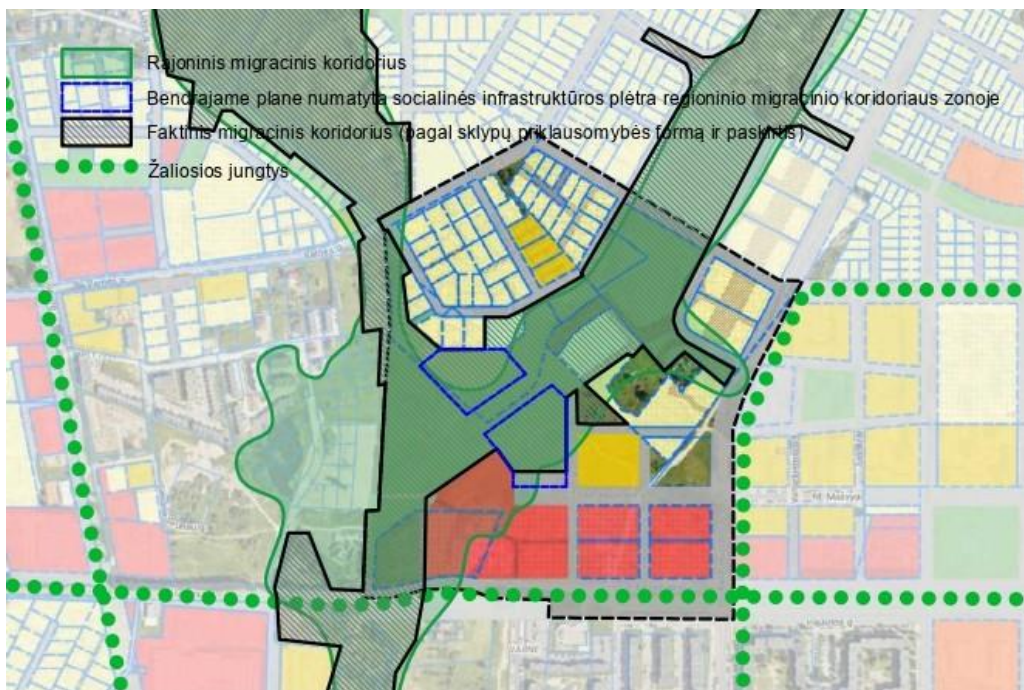 Rajoninis migracinis koridorius
Bendrajame plane numatyta socialinės infrastruktūros plėtra regioninio migracinio koridoriaus zonoje
Faktinis migracinis koridorius (pagal sklypų priklausomybės formą ir paskirtis)
Žaliosios jungtys